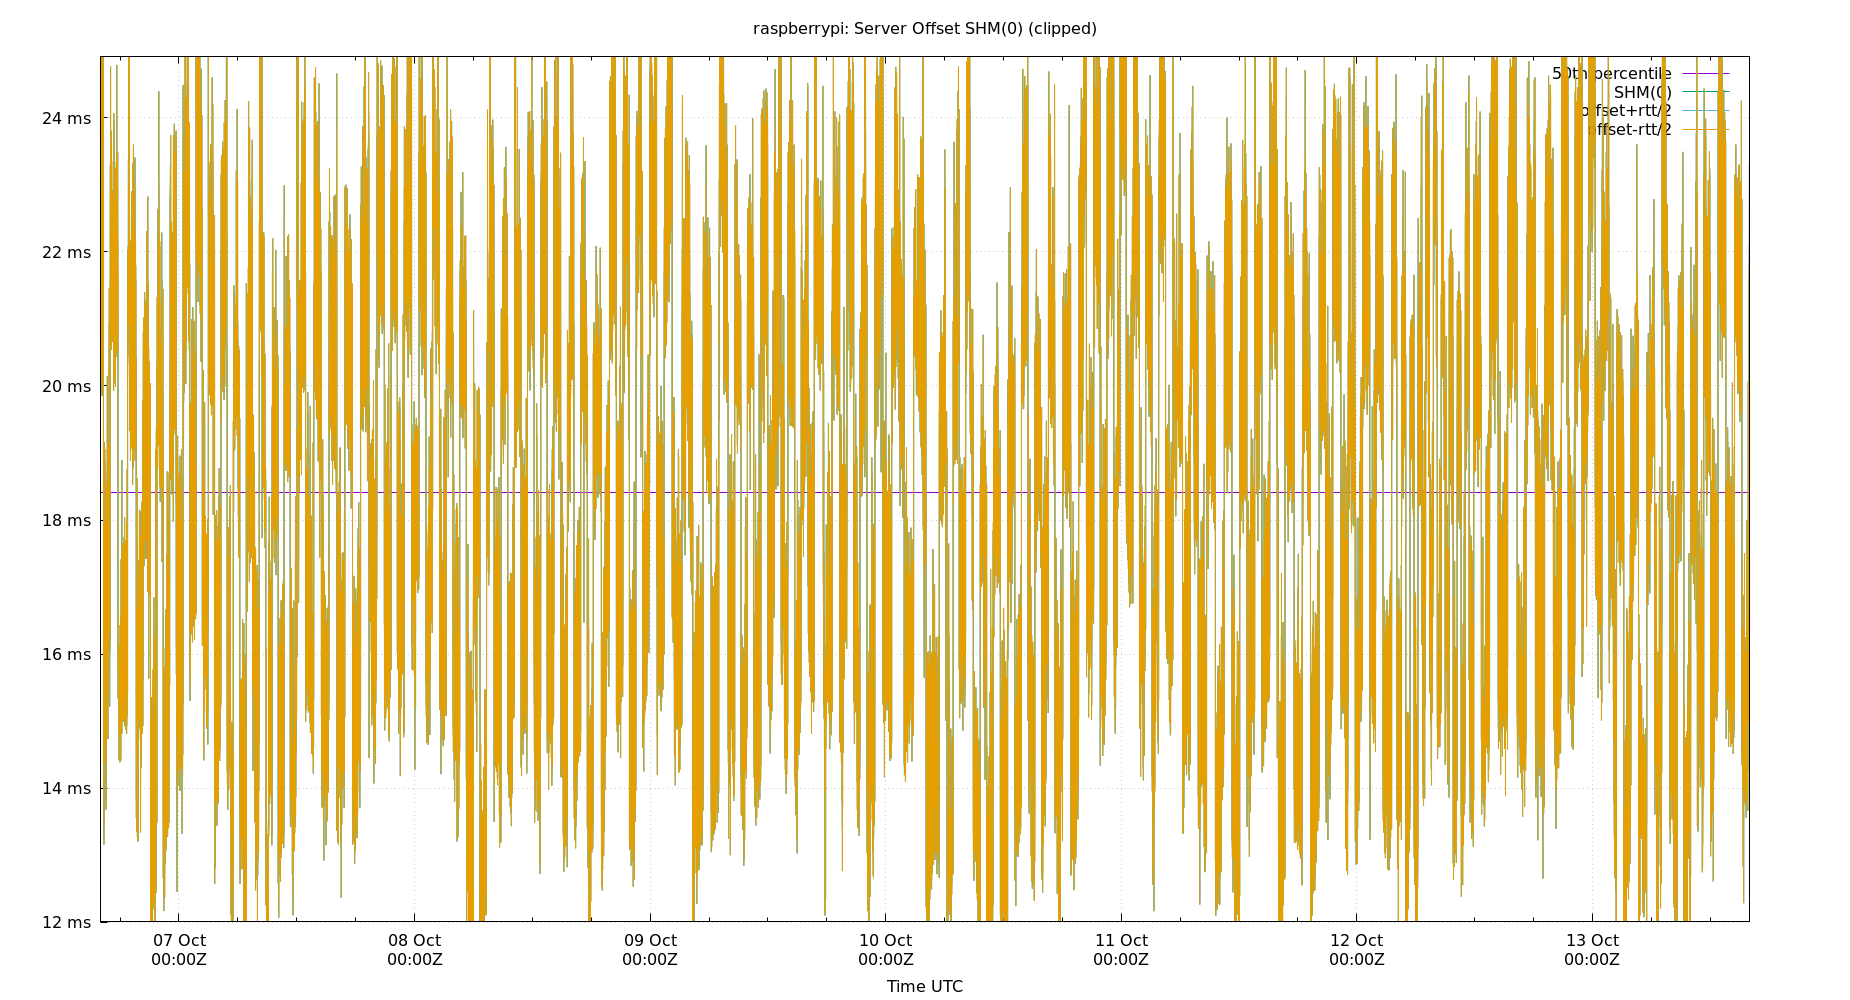 raspberrypi: Server Offset SHM(0) (clipped)
50th percentile
SHM(0)
offset+rtt/2
offset-rtt/2
24 ms
22 ms
20 ms
18 ms
16 ms
14 ms
12 ms
07 Oct 08 Oct 09 Oct 10 Oct 11 Oct 12 Oct 13 Oct
00:00Z 00:00Z 00:00Z 00:00Z 00:00Z 00:00Z 00:00Z
Time UTC